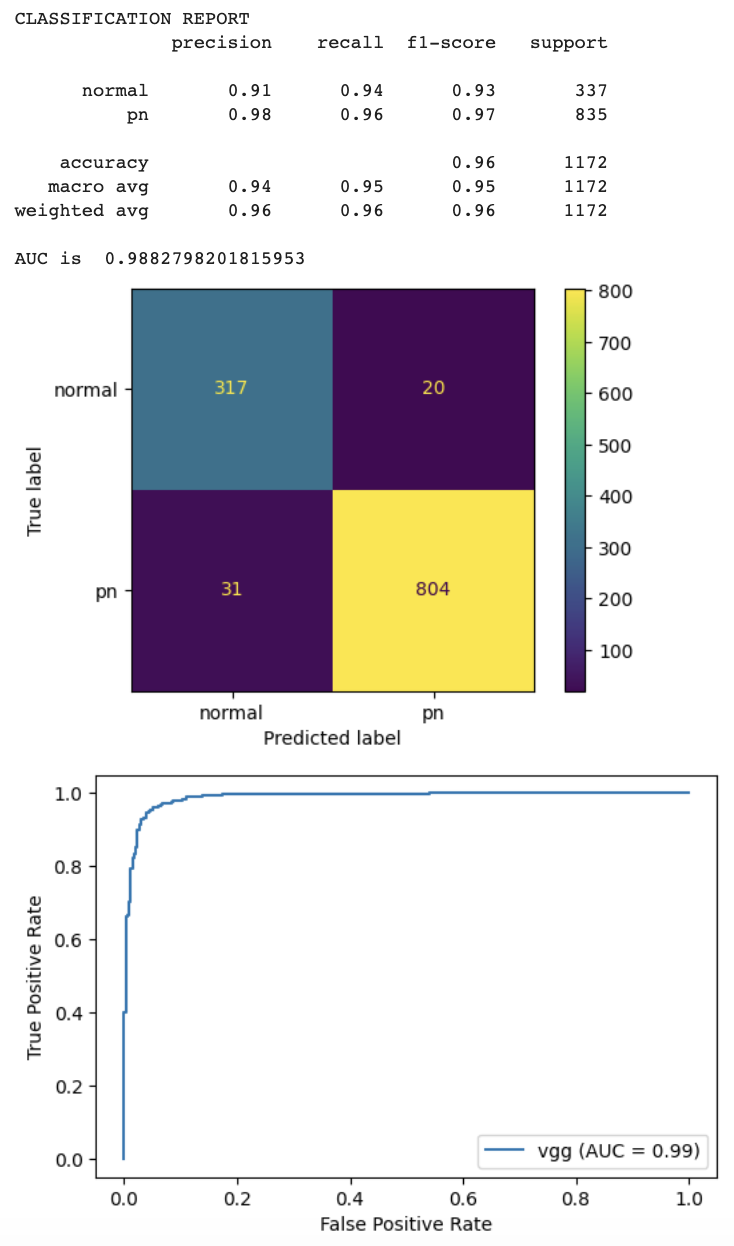 CLASSIFICATION REPORT
precision recall f1-score support
normal 0.91 0.94 0.93 337
pn 0.98 0.96 0.97 835
accuracy 0.96 1172
macro avg 0.94 0.95 0.95 1172
weighted avg 0.96 0.96 0.96 1172
AUC is 0.9882798201815953
800
700
600
500
400
300
200
100
True label
normal
317 20
pn
31 804
normal pn
Predicted label
True Positive Rate
1.0
0.8
0.6
0.4
0.2
0.0
vgg (AUC = 0.99)
0.0 0.2 0.4 0.6 0.8 1.0
False Positive Rate